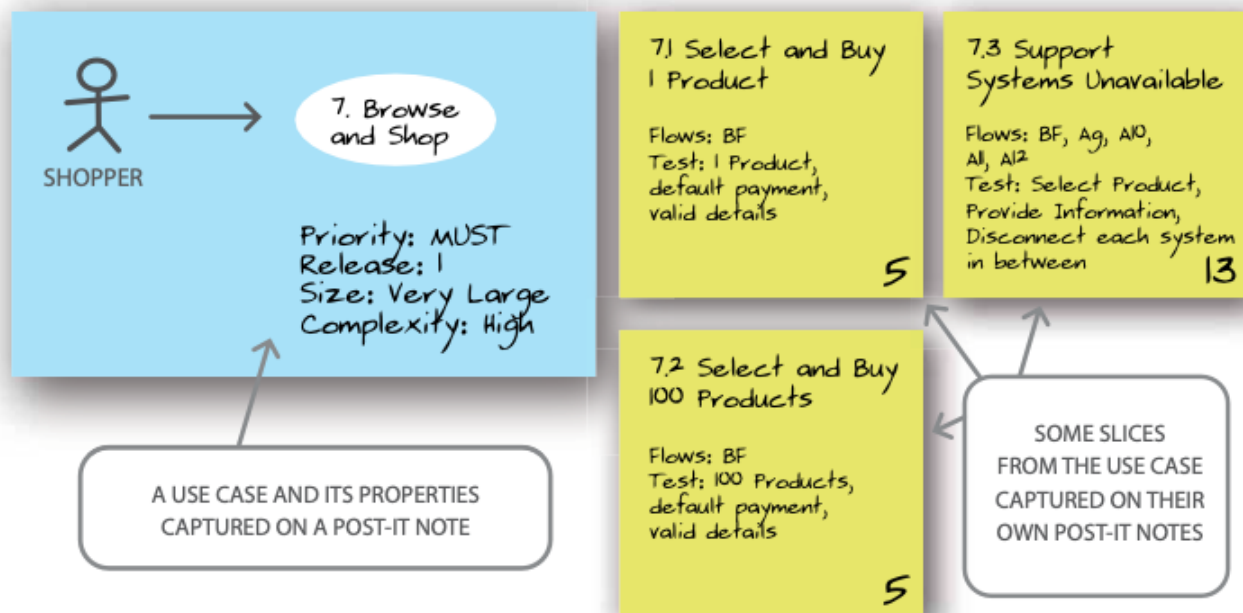 SHOPPER
7. Browse
and Shop
Priority: MUST
Release: 1
Size: Very Large
Complexity: High
A USE CASE AND ITS PROPERTIES
CAPTURED ON A POST-IT NOTE
7.1 Select and Buy
1 Product
Flows: BF
Test: 1 Product,
default payment,
valid details
5
7.2 Select and Buy
100 Products
Flows: BF
Test: 100 Products,
default payment,
valid details
5
7.3 Support
Systems Unavailable
Flows: BF, Ag, A10,
A11, A12
Test: Select Product,
Provide Information,
Disconnect each system
in between
13
SOME SLICES
FROM THE USE CASE
CAPTURED ON THEIR
OWN POST-IT NOTES